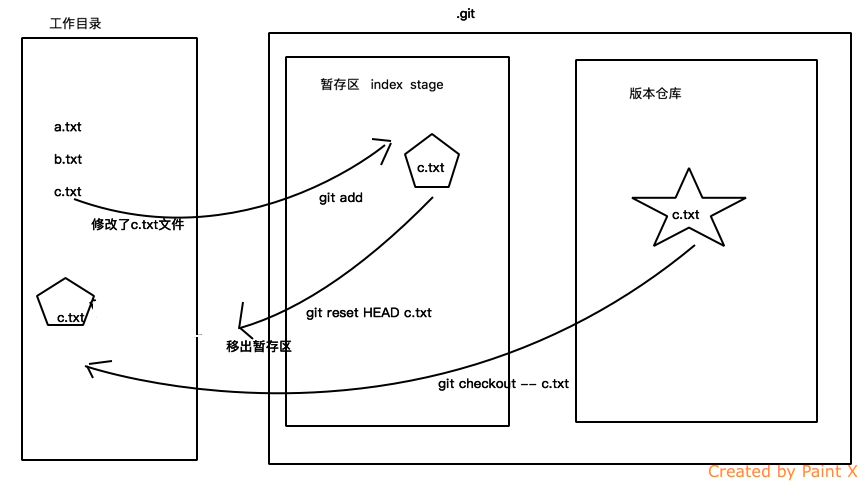 工作目录
.git
暂存区 index stage
版本仓库
a.txt
b.txt
c.txt
c.txt
c.txt
git add
修改了c.txt文件
c.txt
git reset HEAD c.txt
移出暂存区
git checkout -- c.txt
Created by Paint X